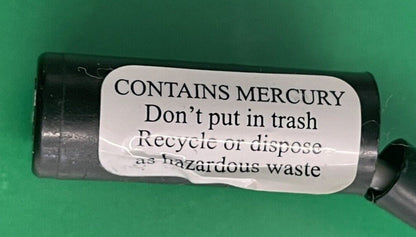 CONTAINS MERCURY
Don't put in trash
Recycle or dispose
as hazardous waste